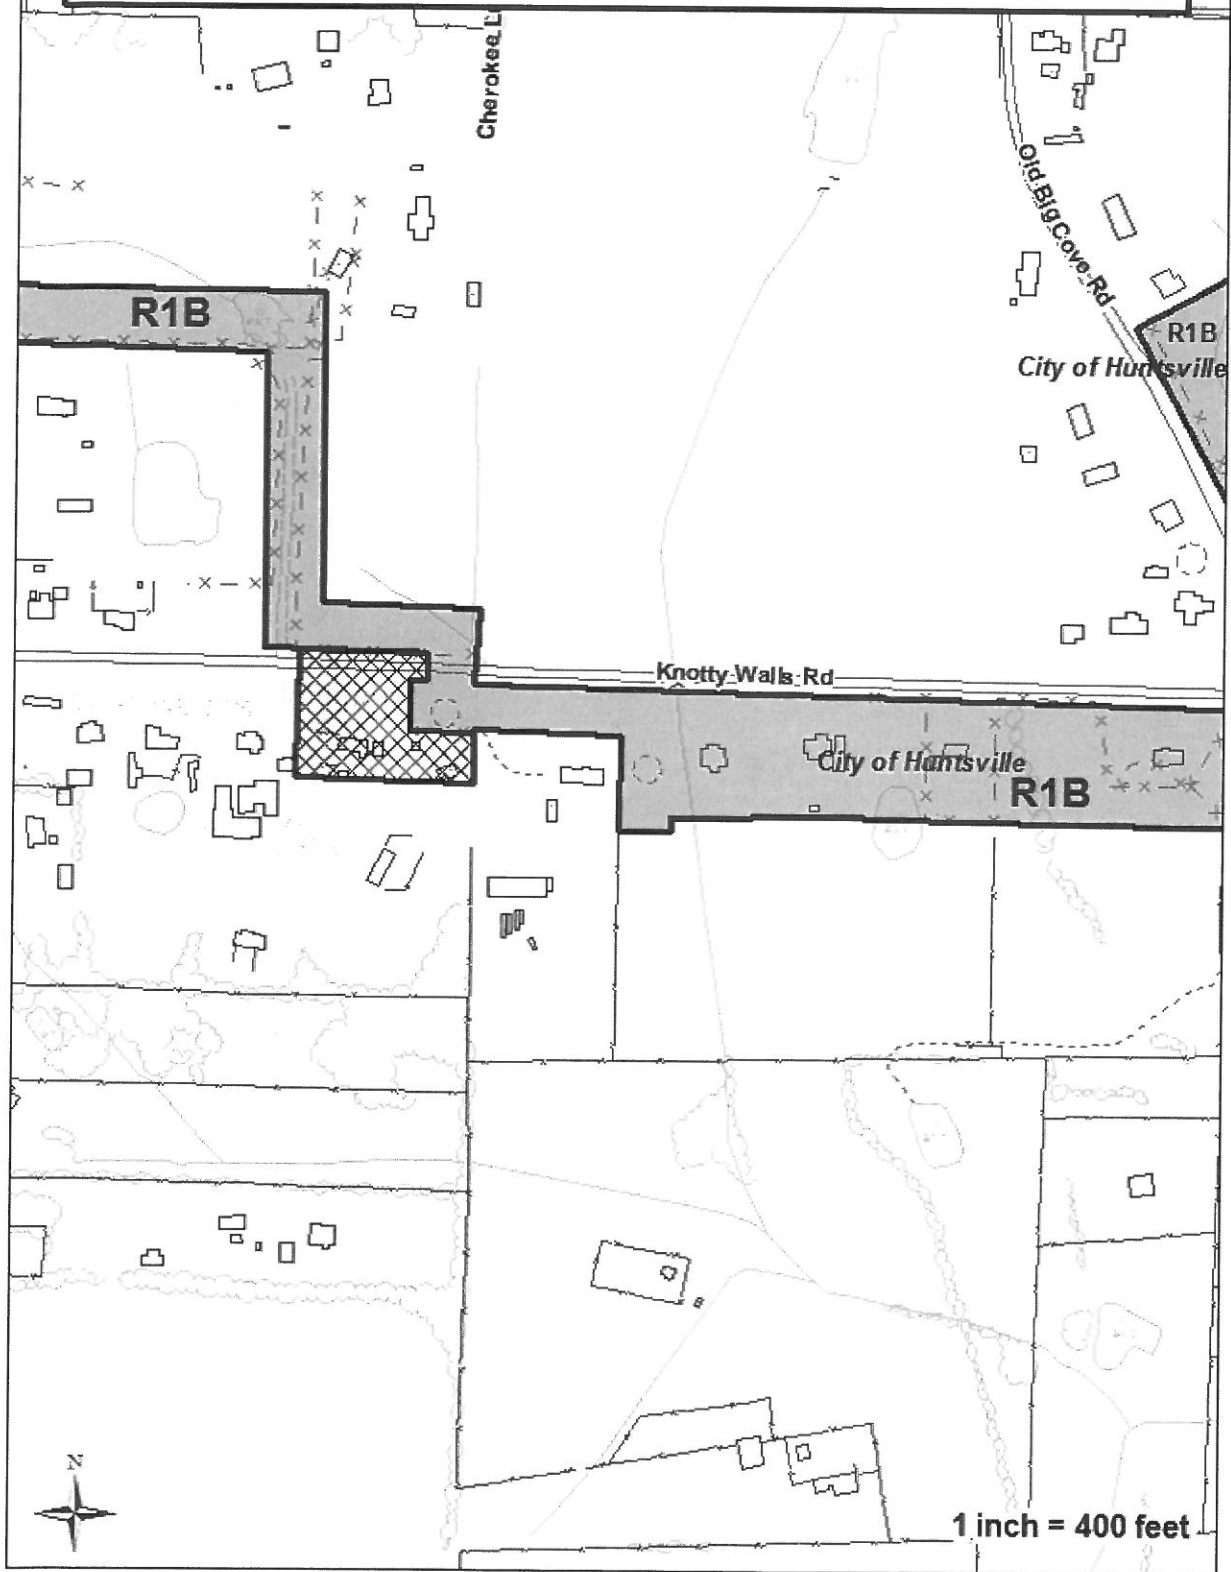 Cherokee
Old Big Cove Rd
R1B
R1B
City of Huntsville
Knotty Walls Rd
City of Huntsville
R1B
N
1 inch = 400 feet